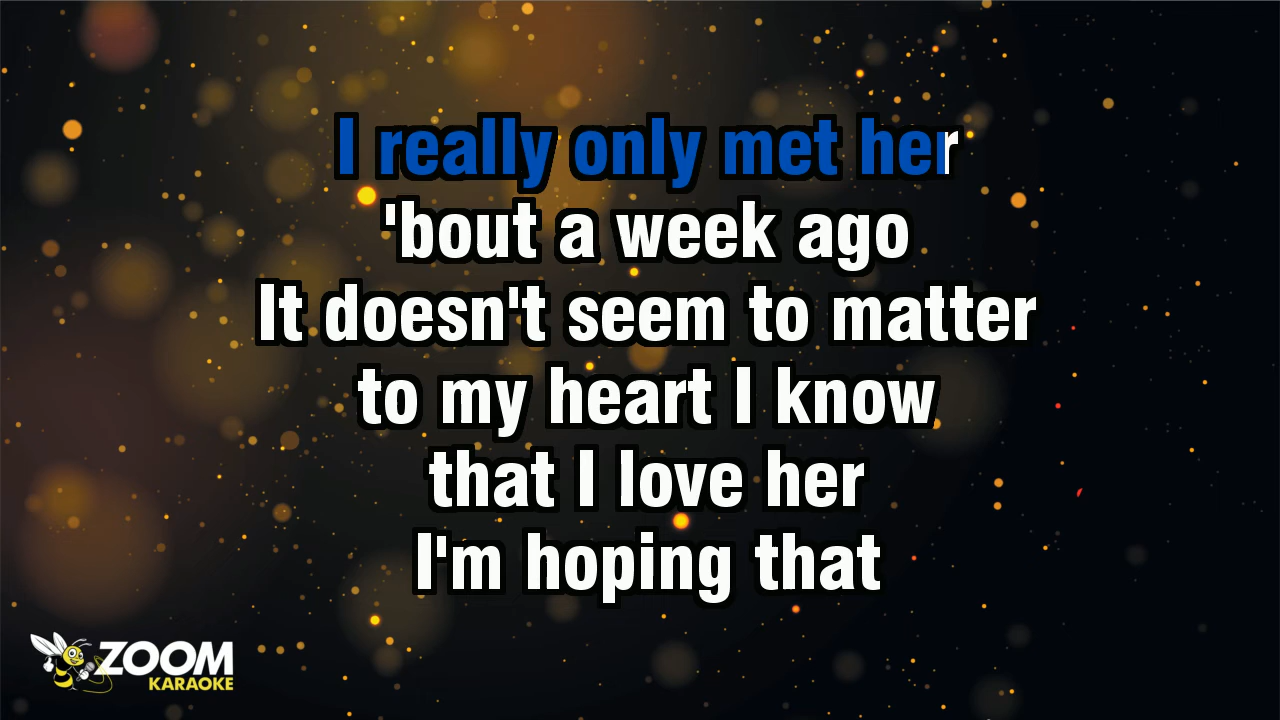 I really only met her
'bout a week ago
It doesn't seem to matter
to my heart I know
that I love her
I'm hoping that
ZOOM
KARAOKE